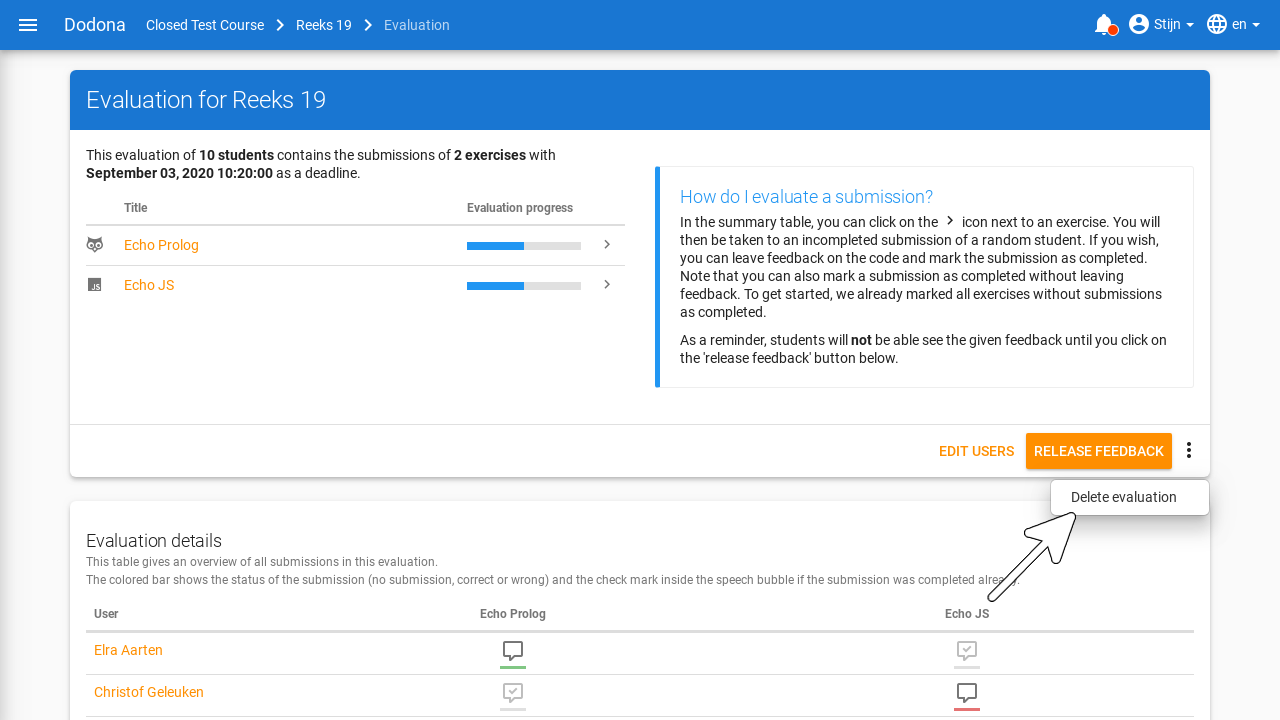 Dodona
Closed Test Course
Reeks 19
Evaluation
Stijn
en
Evaluation for Reeks 19
This evaluation of 10 students contains the submissions of 2 exercises with
September 03, 2020 10:20:00 as a deadline.
Title
Evaluation progress
Echo Prolog
JS
Echo JS
How do I evaluate a submission?
In the summary table, you can click on the > icon next to an exercise. You will
then be taken to an incompleted submission of a random student. If you wish,
you can leave feedback on the code and mark the submission as completed.
Note that you can also mark a submission as completed without leaving
feedback. To get started, we already marked all exercises without submissions
as completed.
As a reminder, students will not be able see the given feedback until you click on
the 'release feedback' button below.
EDIT USERS
RELEASE FEEDBACK
Delete evaluation
Evaluation details
This table gives an overview of all submissions in this evaluation.
The colored bar shows the status of the submission (no submission, correct or wrong) and the check mark inside the speech bubble if the submission was completed already.
User
Echo Prolog
Echo JS
Elra Aarten
Christof Geleuken